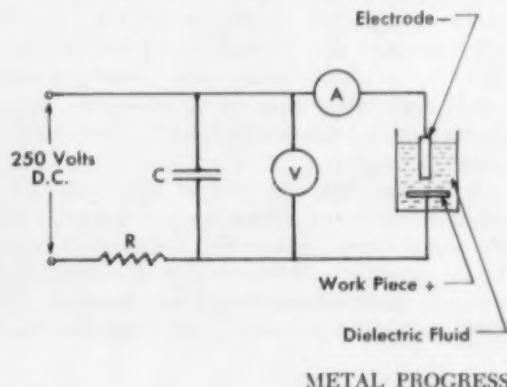 Electrode—
A
250 Volts
D.C.
C
V
R
Work Piece +
Dielectric Fluid
METAL PROGRESS